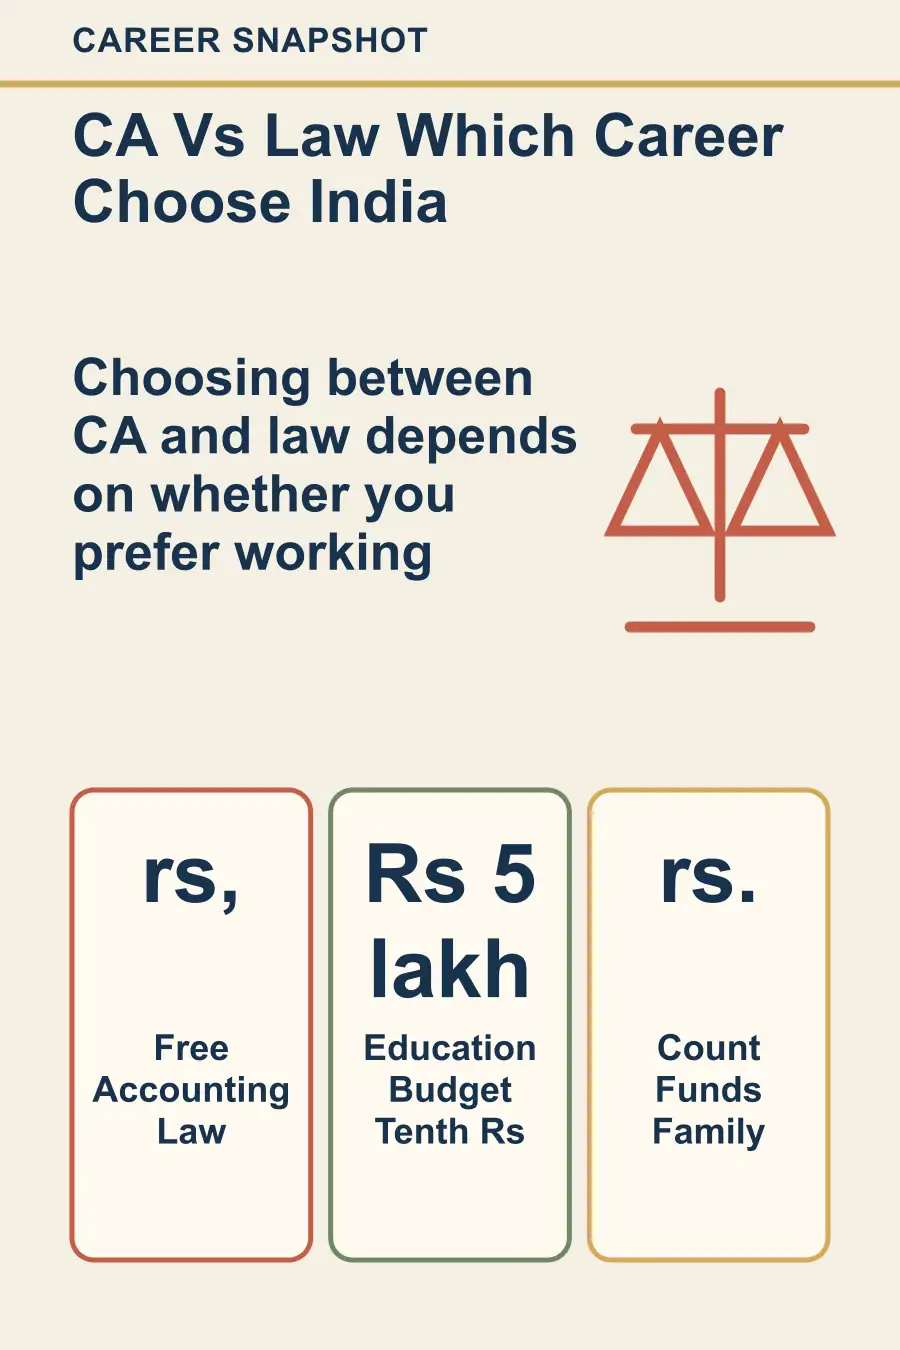 CAREER SNAPSHOT
CA Vs Law Which Career
Choose India
Choosing between
CA and law depends
on whether you
prefer working
rs,
Free
Accounting
Law
Rs 5
lakh
Education
Budget
Tenth Rs
rs.
Count
Funds
Family